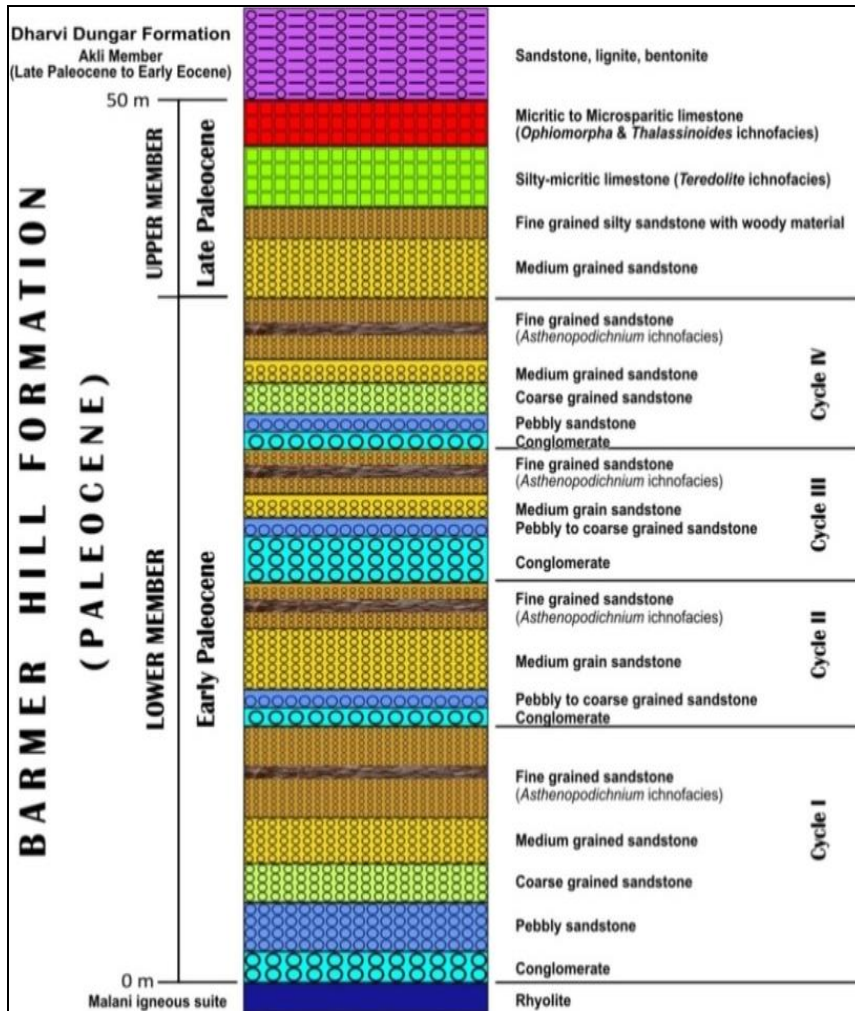 Dharvi Dungar Formation
Akli Member
(Late Paleocene to Early Eocene)
Sandstone, lignite, bentonite
50 m
BARMER HILL FORMATION
(PALEOCENE)
UPPER MEMBER
Late Paleocene
Micritic to Microsparitic limestone
(Ophiomorpha & Thalassinoides ichnofacies)
Silty-micritic limestone (Teredolite ichnofacies)
Fine grained silty sandstone with woody material
Medium grained sandstone
LOWER MEMBER
Early Paleocene
Fine grained sandstone
(Asthenopodichnium ichnofacies)
Medium grained sandstone
Coarse grained sandstone
Pebbly sandstone
Conglomerate
Cycle IV
Fine grained sandstone
(Asthenopodichnium ichnofacies)
Medium grain sandstone
Pebbly to coarse grained sandstone
Conglomerate
Cycle III
Fine grained sandstone
(Asthenopodichnium ichnofacies)
Medium grain sandstone
Pebbly to coarse grained sandstone
Conglomerate
Cycle II
Fine grained sandstone
(Asthenopodichnium ichnofacies)
Medium grained sandstone
Coarse grained sandstone
Pebbly sandstone
Conglomerate
Cycle I
0 m
Malani igneous suite
Rhyolite